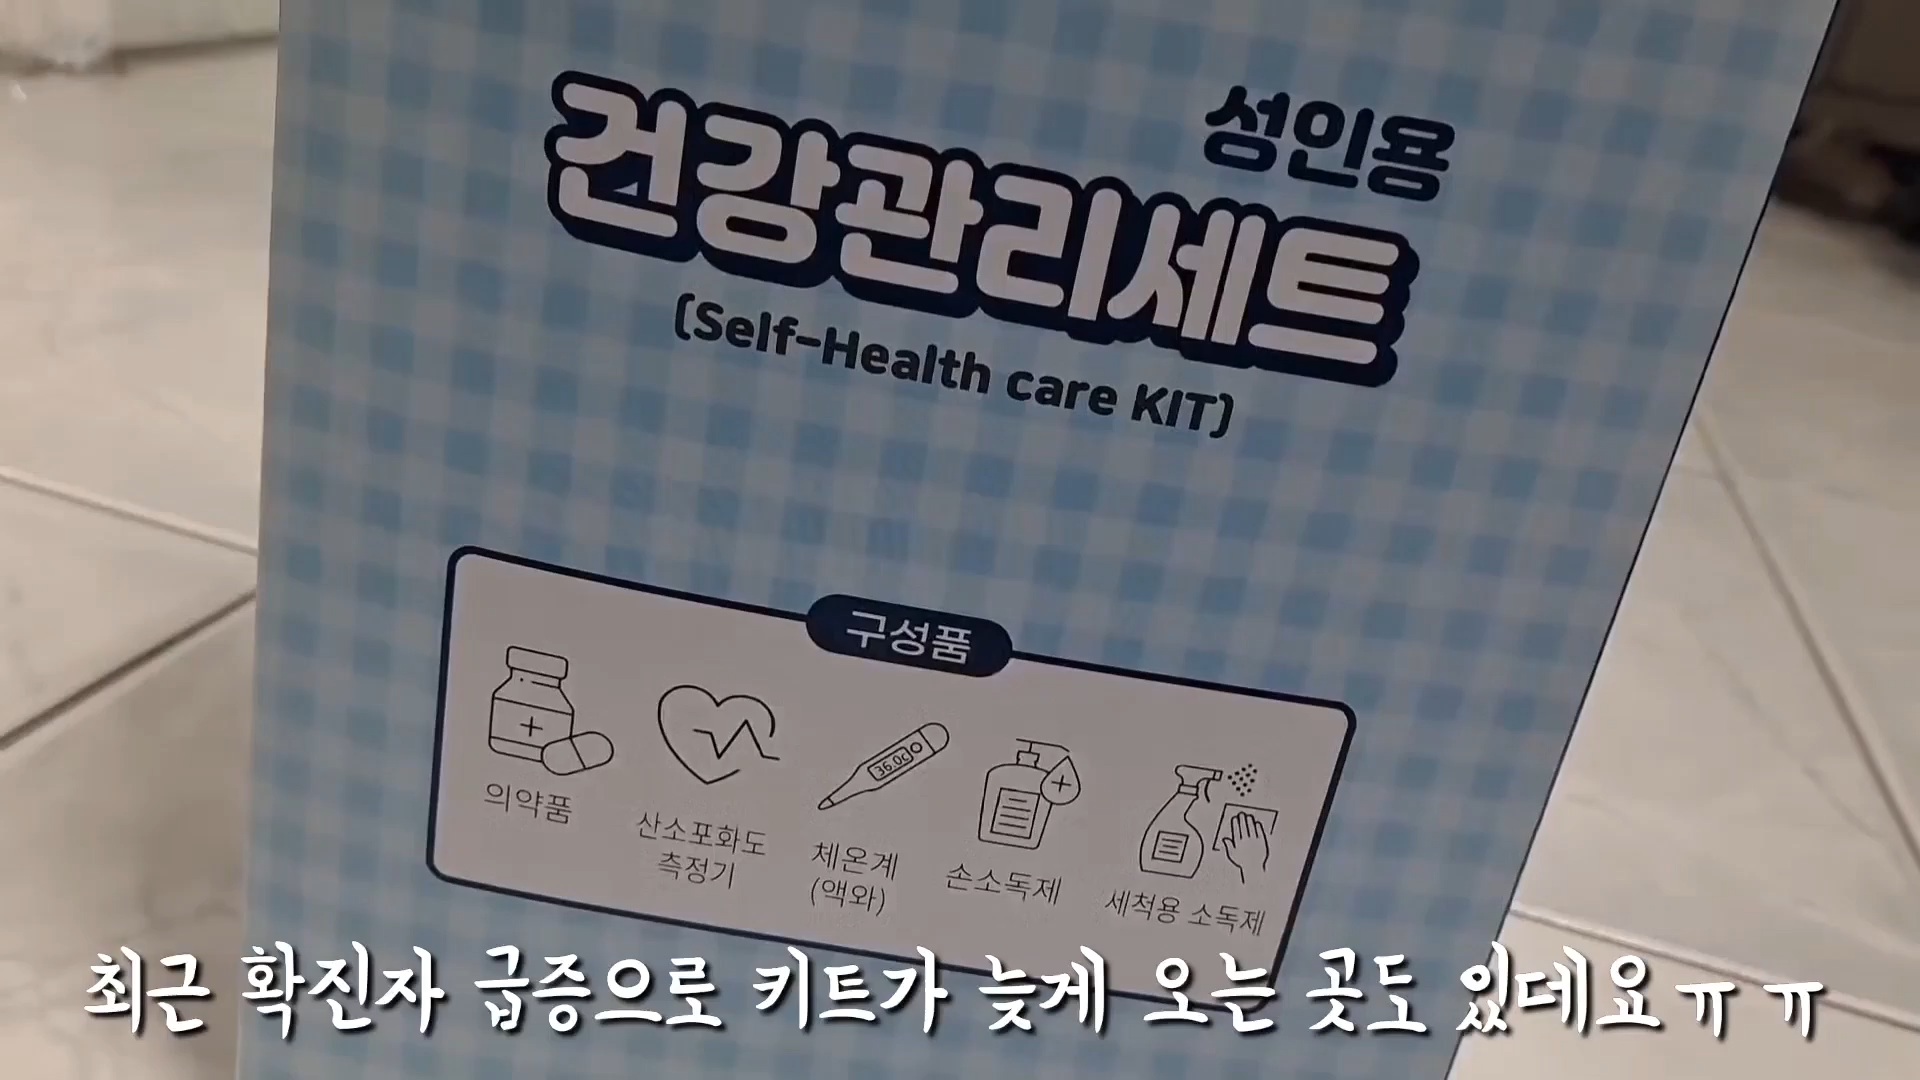 성인용
건강관리세트
(Self-Health care KIT)
구성품
의약품
산소포화도
측정기
36.0c
체온계
(액와)
손소독제
세척용 소독제
최근 확진자 급증으로 키트가 늦게 오는 곳도 있데요ㅠㅠ